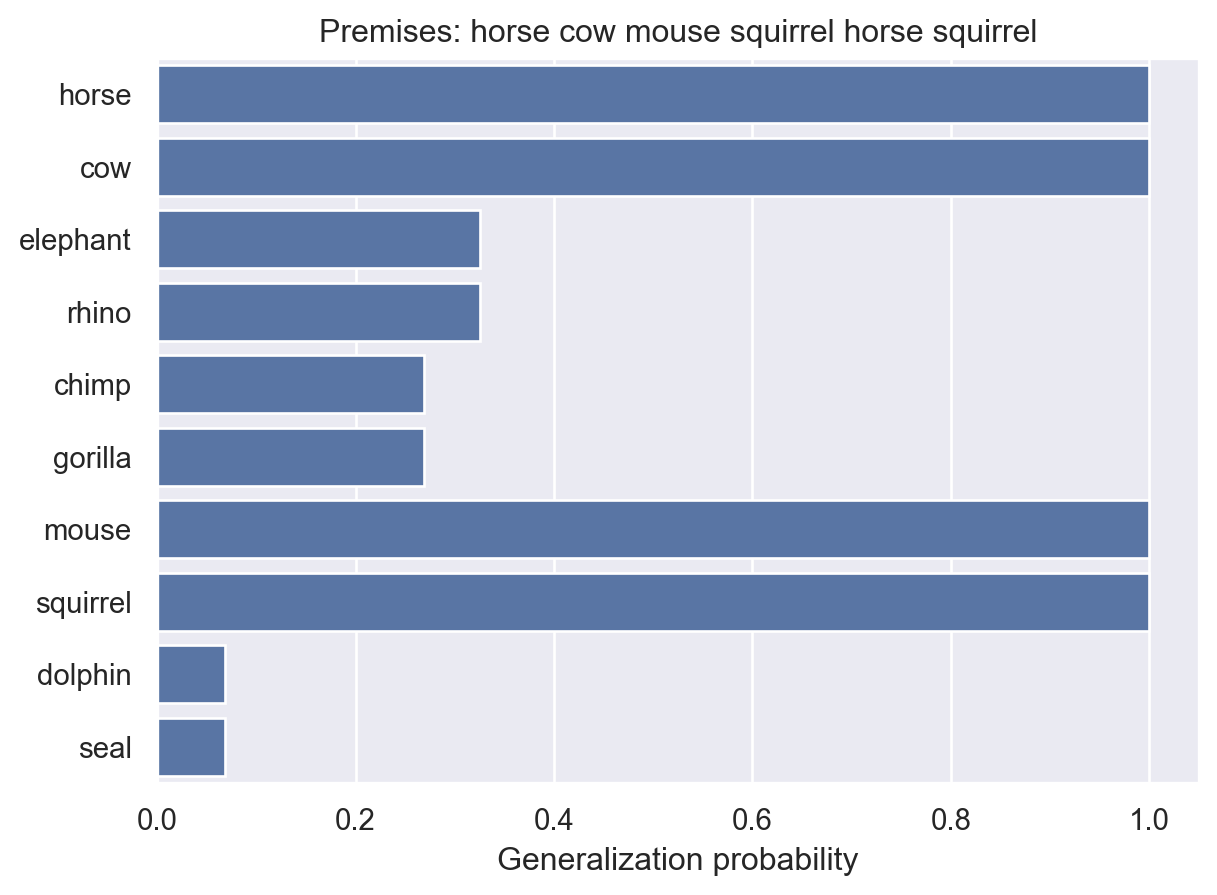 Premises: horse cow mouse squirrel horse squirrel
horse
cow
elephant
rhino
chimp
gorilla
mouse
squirrel
dolphin
seal
0.0 0.2 0.4 0.6 0.8 1.0
Generalization probability